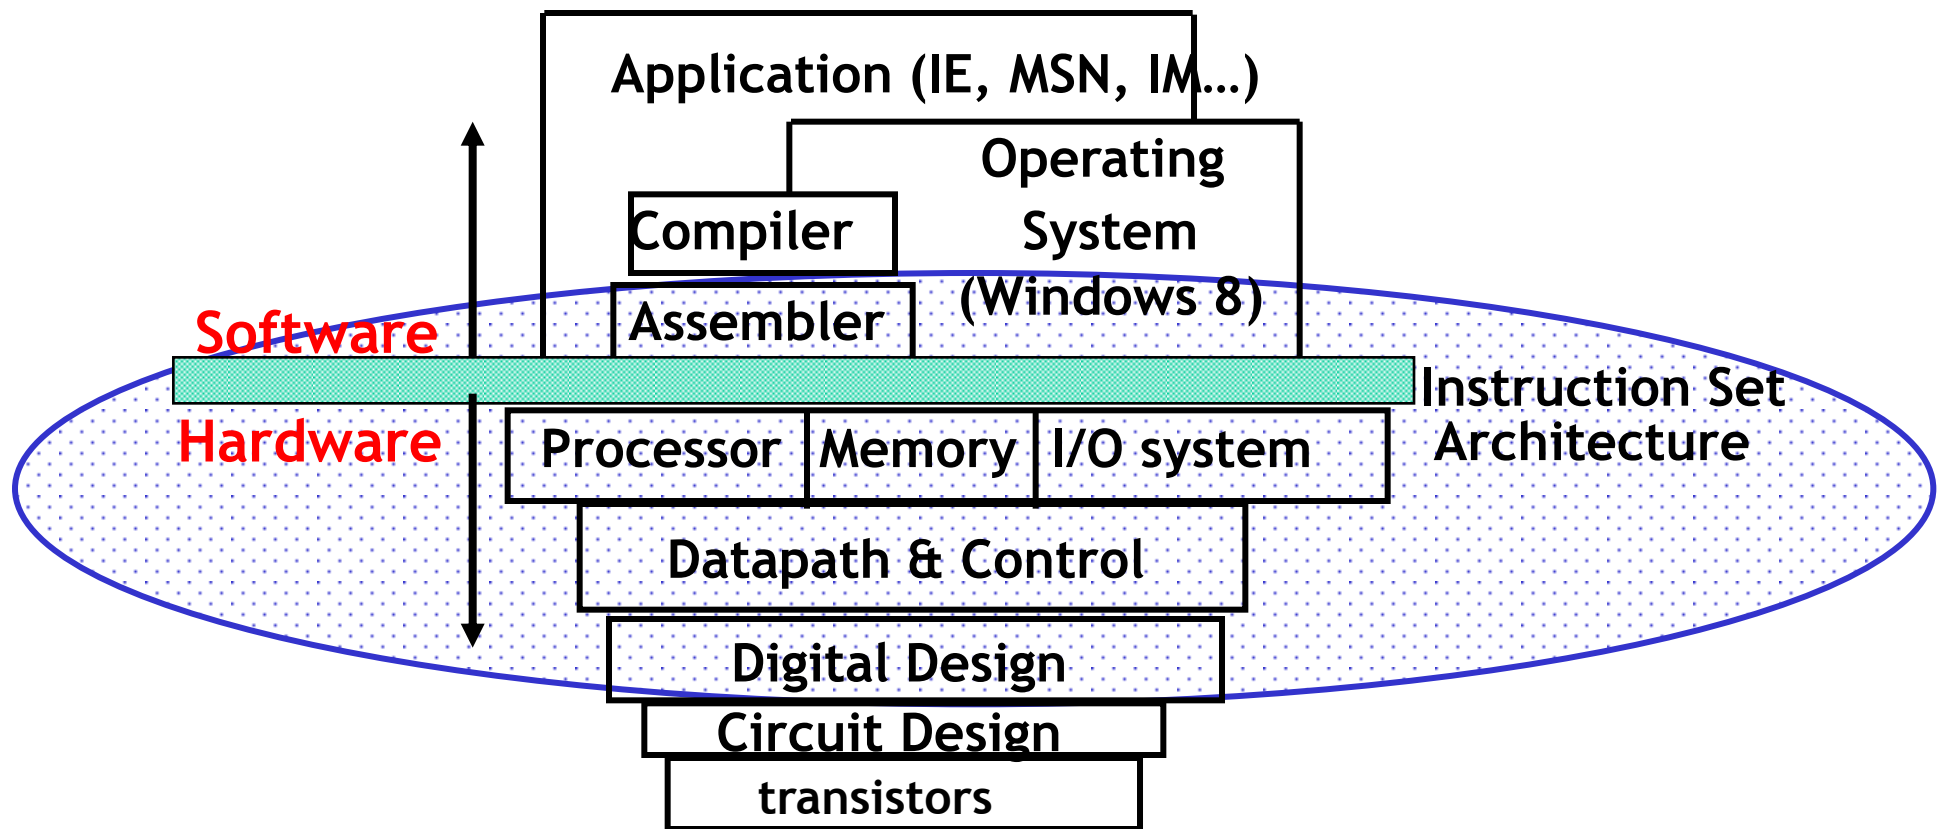 Application (IE, MSN, IM…)
Operating
System
(Windows 8)
Compiler
Assembler
Software
Hardware
Instruction Set
Architecture
Processor
Memory
I/O system
Datapath & Control
Digital Design
Circuit Design
transistors